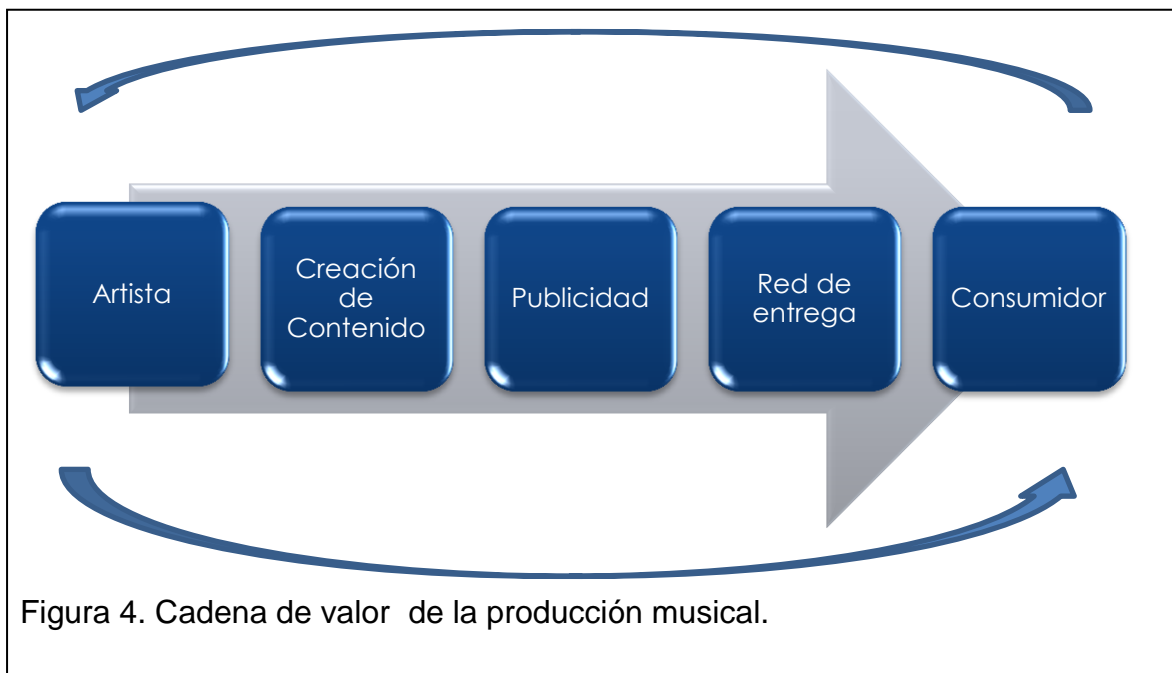 Artista
Creación
de
Contenido
Publicidad
Red de
entrega
Consumidor
Figura 4. Cadena de valor  de la producción musical.